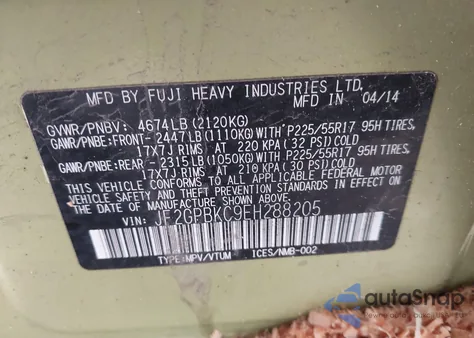 MFD BY FUJI HEAVY INDUSTRIES LTD.
MFD IN 04/14
GVWR/PNBV: 4674LB (2120KG)
GAWR/PNBE: FRONT- 2447LB (1110KG) WITH P225/55R17 95H TIRES,
17X7J RIMS AT 220 KPA (32 PSI) COLD
GAWR/PNBE: REAR - 2315LB (1050KG) WITH P225/55R17 95H TIRES,
17X7J RIMS AT 210 KPA (30 PSI) COLD
THIS VEHICLE CONFORMS TO ALL APPLICABLE FEDERAL MOTOR
VEHICLE SAFETY AND THEFT PREVENTION STANDARDS IN EFFECT ON
THE DATE OF MANUFACTURE SHOWN ABOVE.
JF2GPBKC9EH288205
TYPE:MPV/VTUM ICES/NMB-002
autoSnap